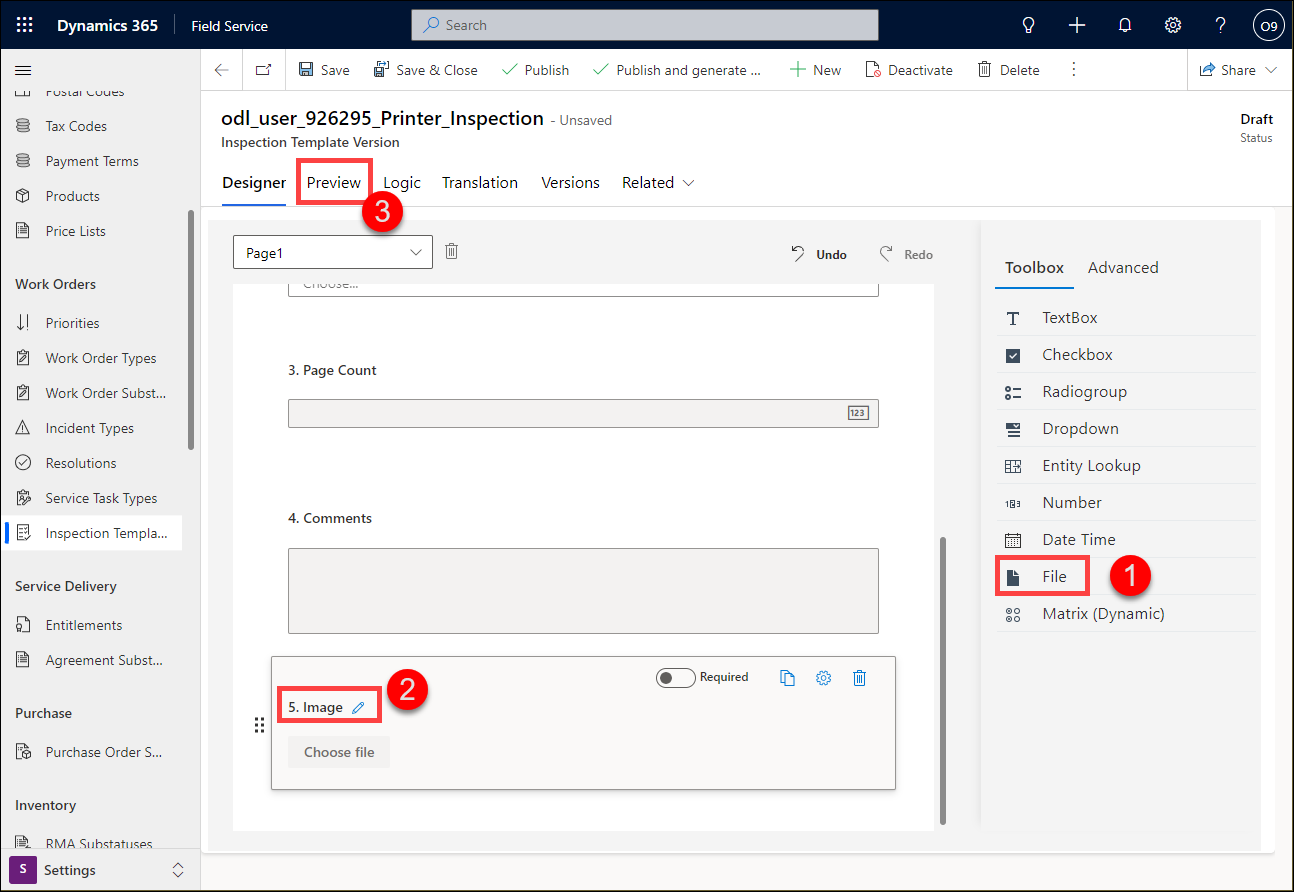 Dynamics 365
Field Service
Search
O9
Postal Codes
Tax Codes
Payment Terms
Products
Price Lists
Work Orders
Priorities
Work Order Types
Work Order Subst...
Incident Types
Resolutions
Service Task Types
Inspection Templa...
Service Delivery
Entitlements
Agreement Subst...
Purchase
Purchase Order S...
Inventory
RMA Substatuses
S Settings
Save
Save & Close
Publish
Publish and generate ...
New
Deactivate
Delete
Share
odl_user_926295_Printer_Inspection - Unsaved
Inspection Template Version
Draft
Status
Designer
Preview
Logic
Translation
Versions
Related
3
Page1
Undo
Redo
Choose...
3. Page Count
123
4. Comments
Required
5. Image
2
Choose file
Toolbox
Advanced
TextBox
Checkbox
Radiogroup
Dropdown
Entity Lookup
Number
Date Time
File
1
Matrix (Dynamic)